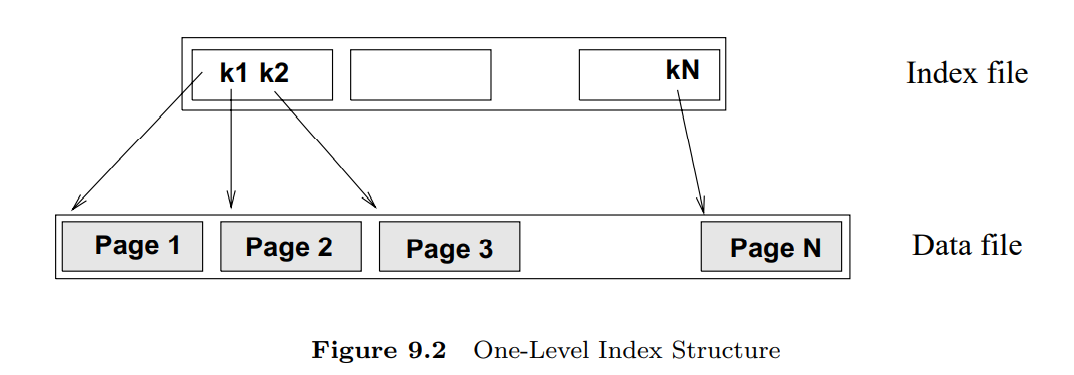 k1 k2
kN
Index file
Page 1
Page 2
Page 3
Page N
Data file
Figure 9.2 One-Level Index Structure